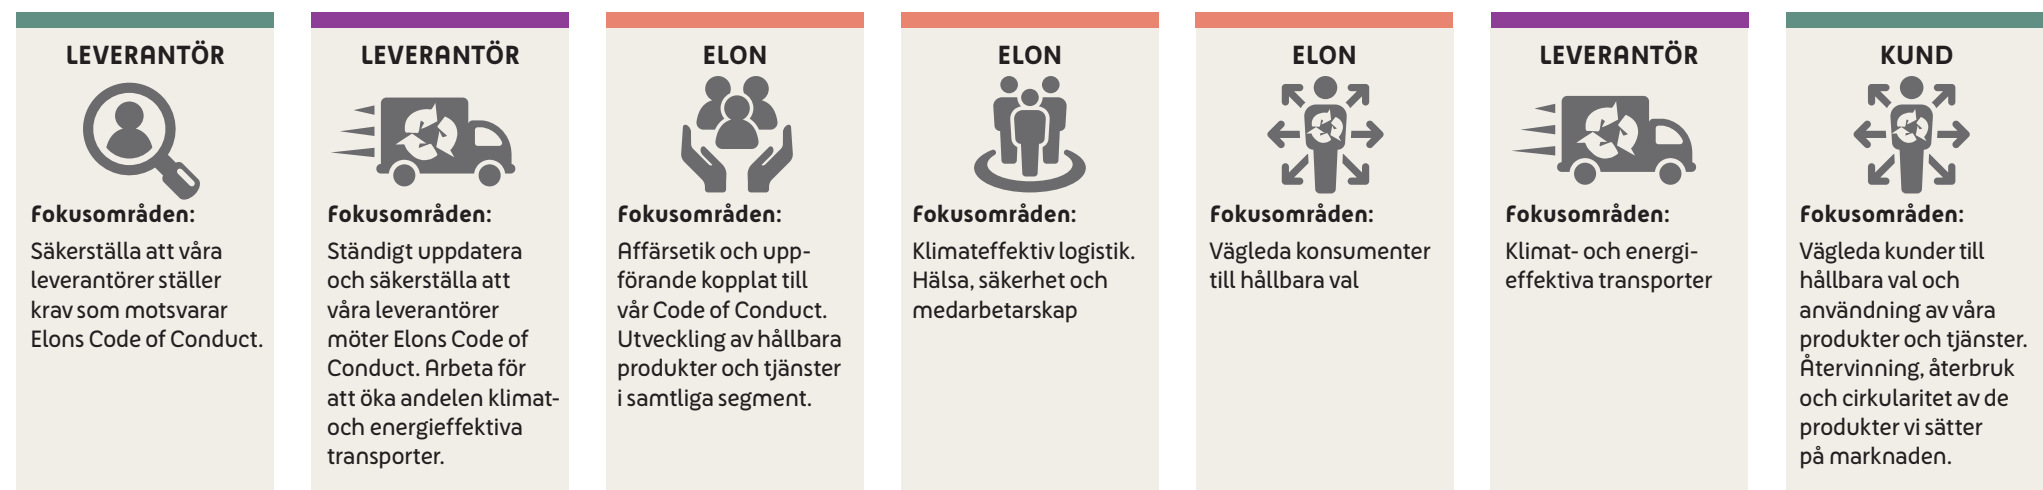 LEVERANTÖR
Fokusområden:
Säkerställa att våra
leverantörer ställer
krav som motsvarar
Elons Code of Conduct.
LEVERANTÖR
Fokusområden:
Ständigt uppdatera
och säkerställa att
våra leverantörer
möter Elons Code of
Conduct. Arbeta för
att öka andelen klimat-
och energieffektiva
transporter.
ELON
Fokusområden:
Affärsetik och upp-
förande kopplat till
vår Code of Conduct.
Utveckling av hållbara
produkter och tjänster
i samtliga segment.
ELON
Fokusområden:
Klimateffektiv logistik.
Hälsa, säkerhet och
medarbetarskap
ELON
Fokusområden:
Vägleda konsumenter
till hållbara val
LEVERANTÖR
Fokusområden:
Klimat- och energi-
effektiva transporter
KUND
Fokusområden:
Vägleda kunder till
hållbara val och
användning av våra
produkter och tjänster.
Återvinning, återbruk
och cirkularitet av de
produkter vi sätter
på marknaden.